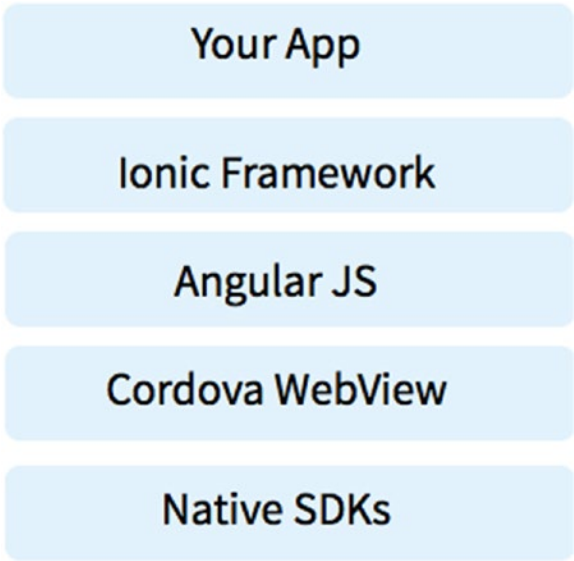 Your App
Ionic Framework
Angular JS
Cordova WebView
Native SDKs